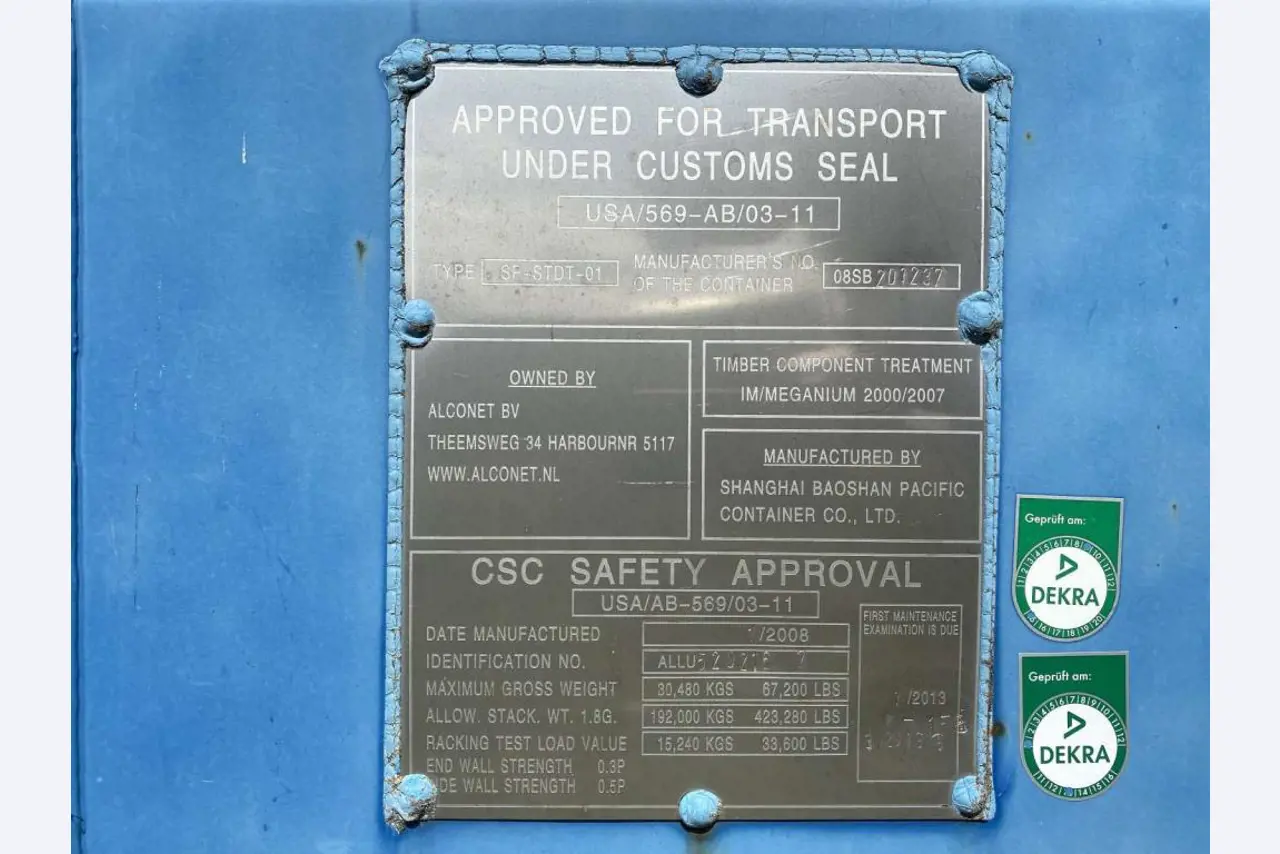 APPROVED FOR TRANSPORT
UNDER CUSTOMS SEAL
USA/569-AB/03-11
TYPE SP-STDT-01 MANUFACTURER'S NO. OF THE CONTAINER 08SB201237
OWNED BY
ALCONET BV
THEEMSWEG 34 HARBOURNR 5117
WWW.ALCONET.NL
TIMBER COMPONENT TREATMENT
IM/MEGANIUM 2000/2007
MANUFACTURED BY
SHANGHAI BAOSHAN PACIFIC
CONTAINER CO., LTD.
CSC SAFETY APPROVAL
USA/AB-569/03-11
DATE MANUFACTURED /2008
IDENTIFICATION NO. ALLU
MAXIMUM GROSS WEIGHT 30,480 KGS 67,200 LBS
ALLOW. STACK. WT. 1.8G. 192,000 KGS 423,280 LBS
RACKING TEST LOAD VALUE 15,240 KGS 33,600 LBS
END WALL STRENGTH 0.3P
WALL STRENGTH 0.5P
FIRST MAINTENANCE
EXAMINATION IS DUE
/2013
Geprüft am:
DEKRA
Geprüft am:
DEKRA